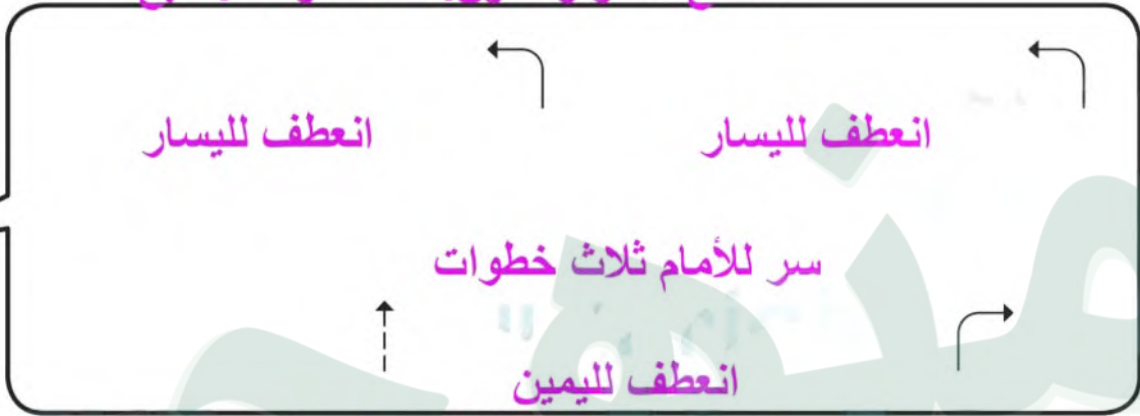 انعطف لليسار
انعطف لليسار
سر للأمام ثلاث خطوات
انعطف لليمين